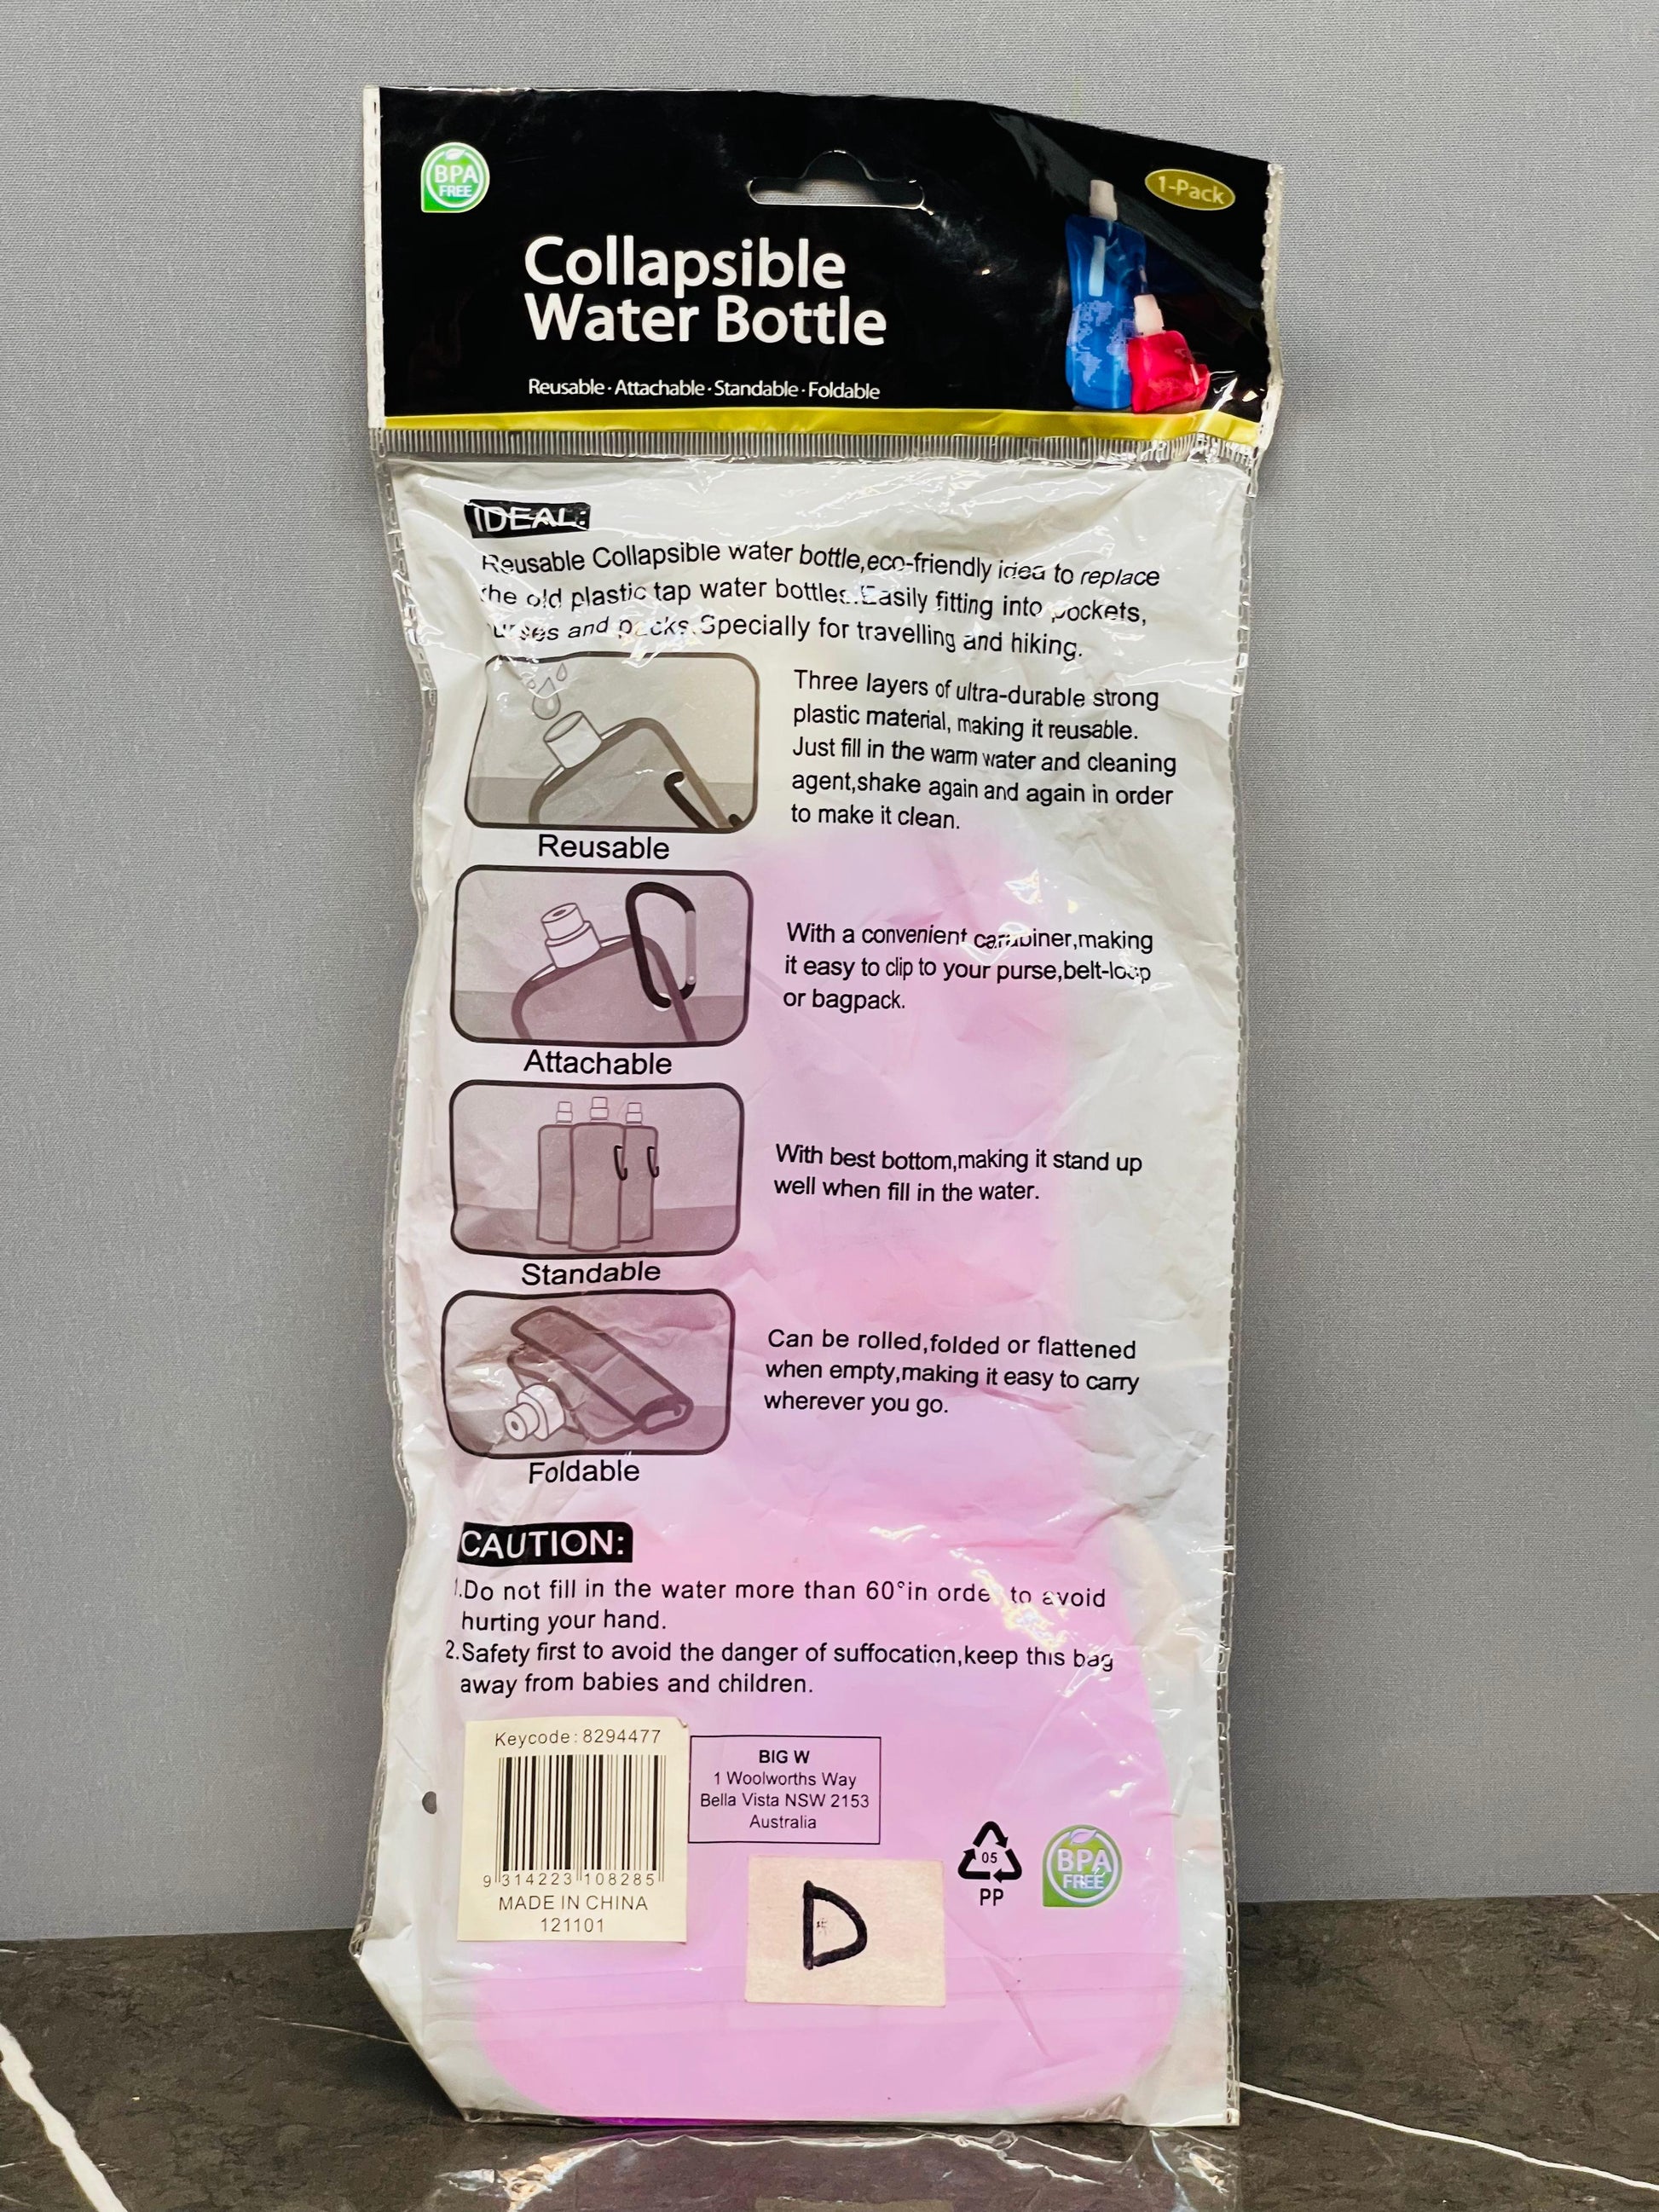 BPA
FREE
1-Pack
Collapsible
Water Bottle
Reusable · Attachable · Standable · Foldable
IDEAL:
Reusable Collapsible water bottle,eco-friendly idea to replace
the old plastic tap water bottles.Easily fitting into pockets,
purses and packs.Specially for travelling and hiking.
Three layers of ultra-durable strong
plastic material, making it reusable.
Just fill in the warm water and cleaning
agent,shake again and again in order
to make it clean.
Reusable
With a convenient carabiner,making
it easy to clip to your purse,belt-loop
or bagpack.
Attachable
With best bottom,making it stand up
well when fill in the water.
Standable
Can be rolled,folded or flattened
when empty,making it easy to carry
wherever you go.
Foldable
CAUTION:
1.Do not fill in the water more than 60°in order to avoid
hurting your hand.
2.Safety first to avoid the danger of suffocation,keep this bag
away from babies and children.
Keycode: 8294477
9 314223 108285
MADE IN CHINA
121101
BIG W
1 Woolworths Way
Bella Vista NSW 2153
Australia
05
PP
BPA
FREE
D